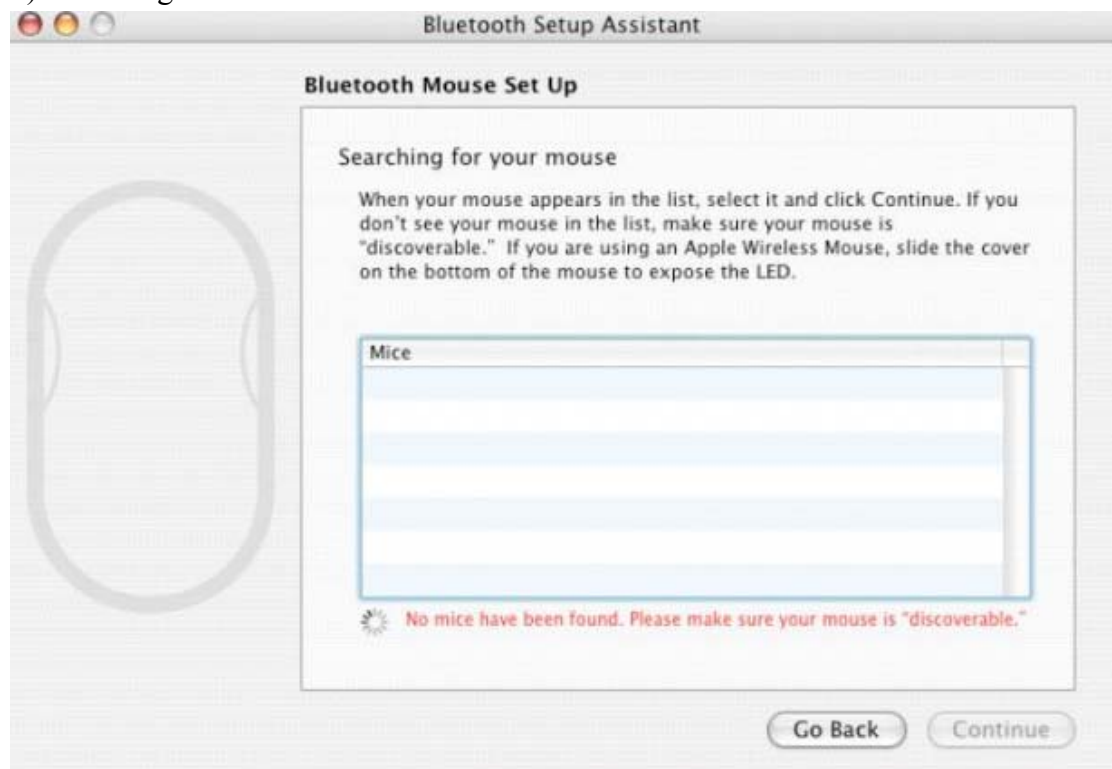 Bluetooth Setup Assistant
Bluetooth Mouse Set Up
Searching for your mouse
When your mouse appears in the list, select it and click Continue. If you
don't see your mouse in the list, make sure your mouse is
"discoverable." If you are using an Apple Wireless Mouse, slide the cover
on the bottom of the mouse to expose the LED.
Mice
No mice have been found. Please make sure your mouse is "discoverable."
Go Back
Continue